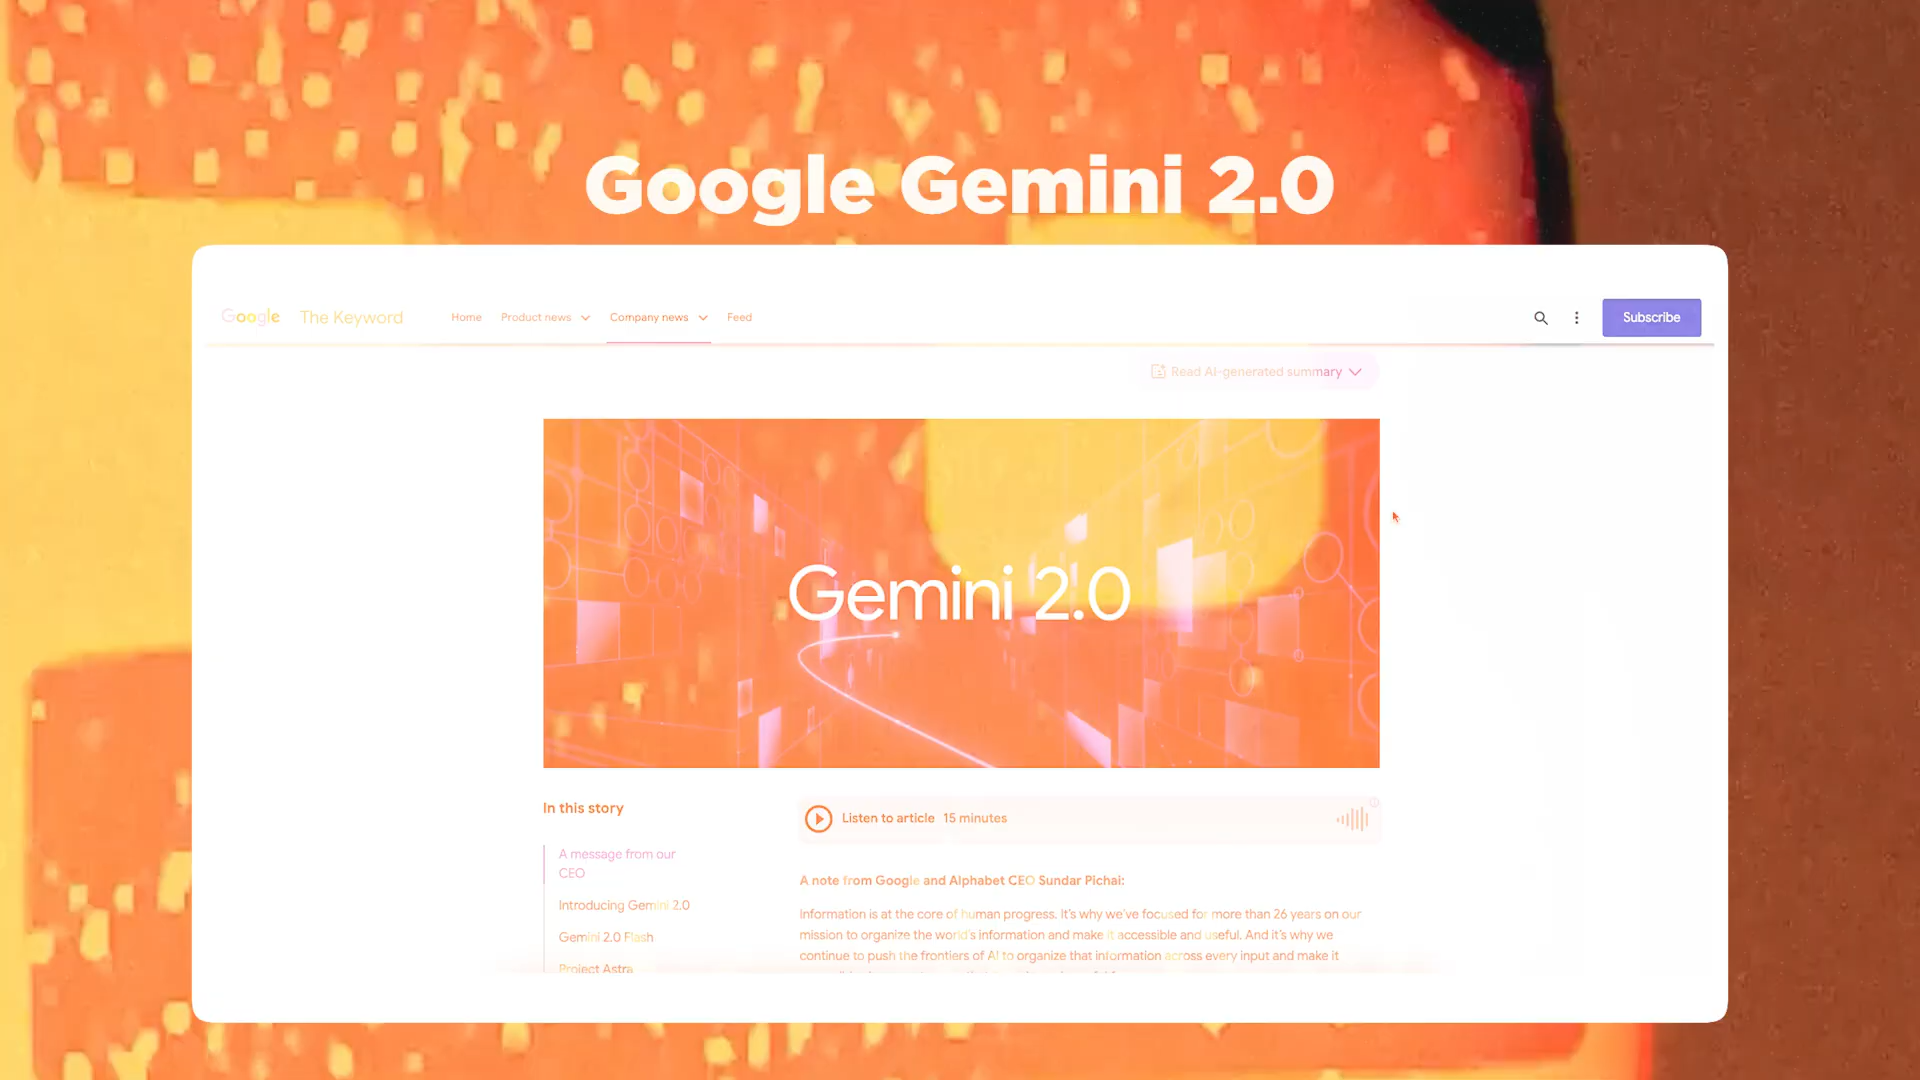 Google Gemini 2.0
Google The Keyword Home Product news Company news Feed Subscribe
Read AI-generated summary
Gemini 2.0
In this story
Listen to article 15 minutes
A message from our
CEO
Introducing Gemini 2.0
Gemini 2.0 Flash
Project Astra
A note from Google and Alphabet CEO Sundar Pichai:
Information is at the core of human progress. It's why we've focused for more than 26 years on our
mission to organize the world's information and make it accessible and useful. And it's why we
continue to push the frontiers of AI to organize that information across every input and make it